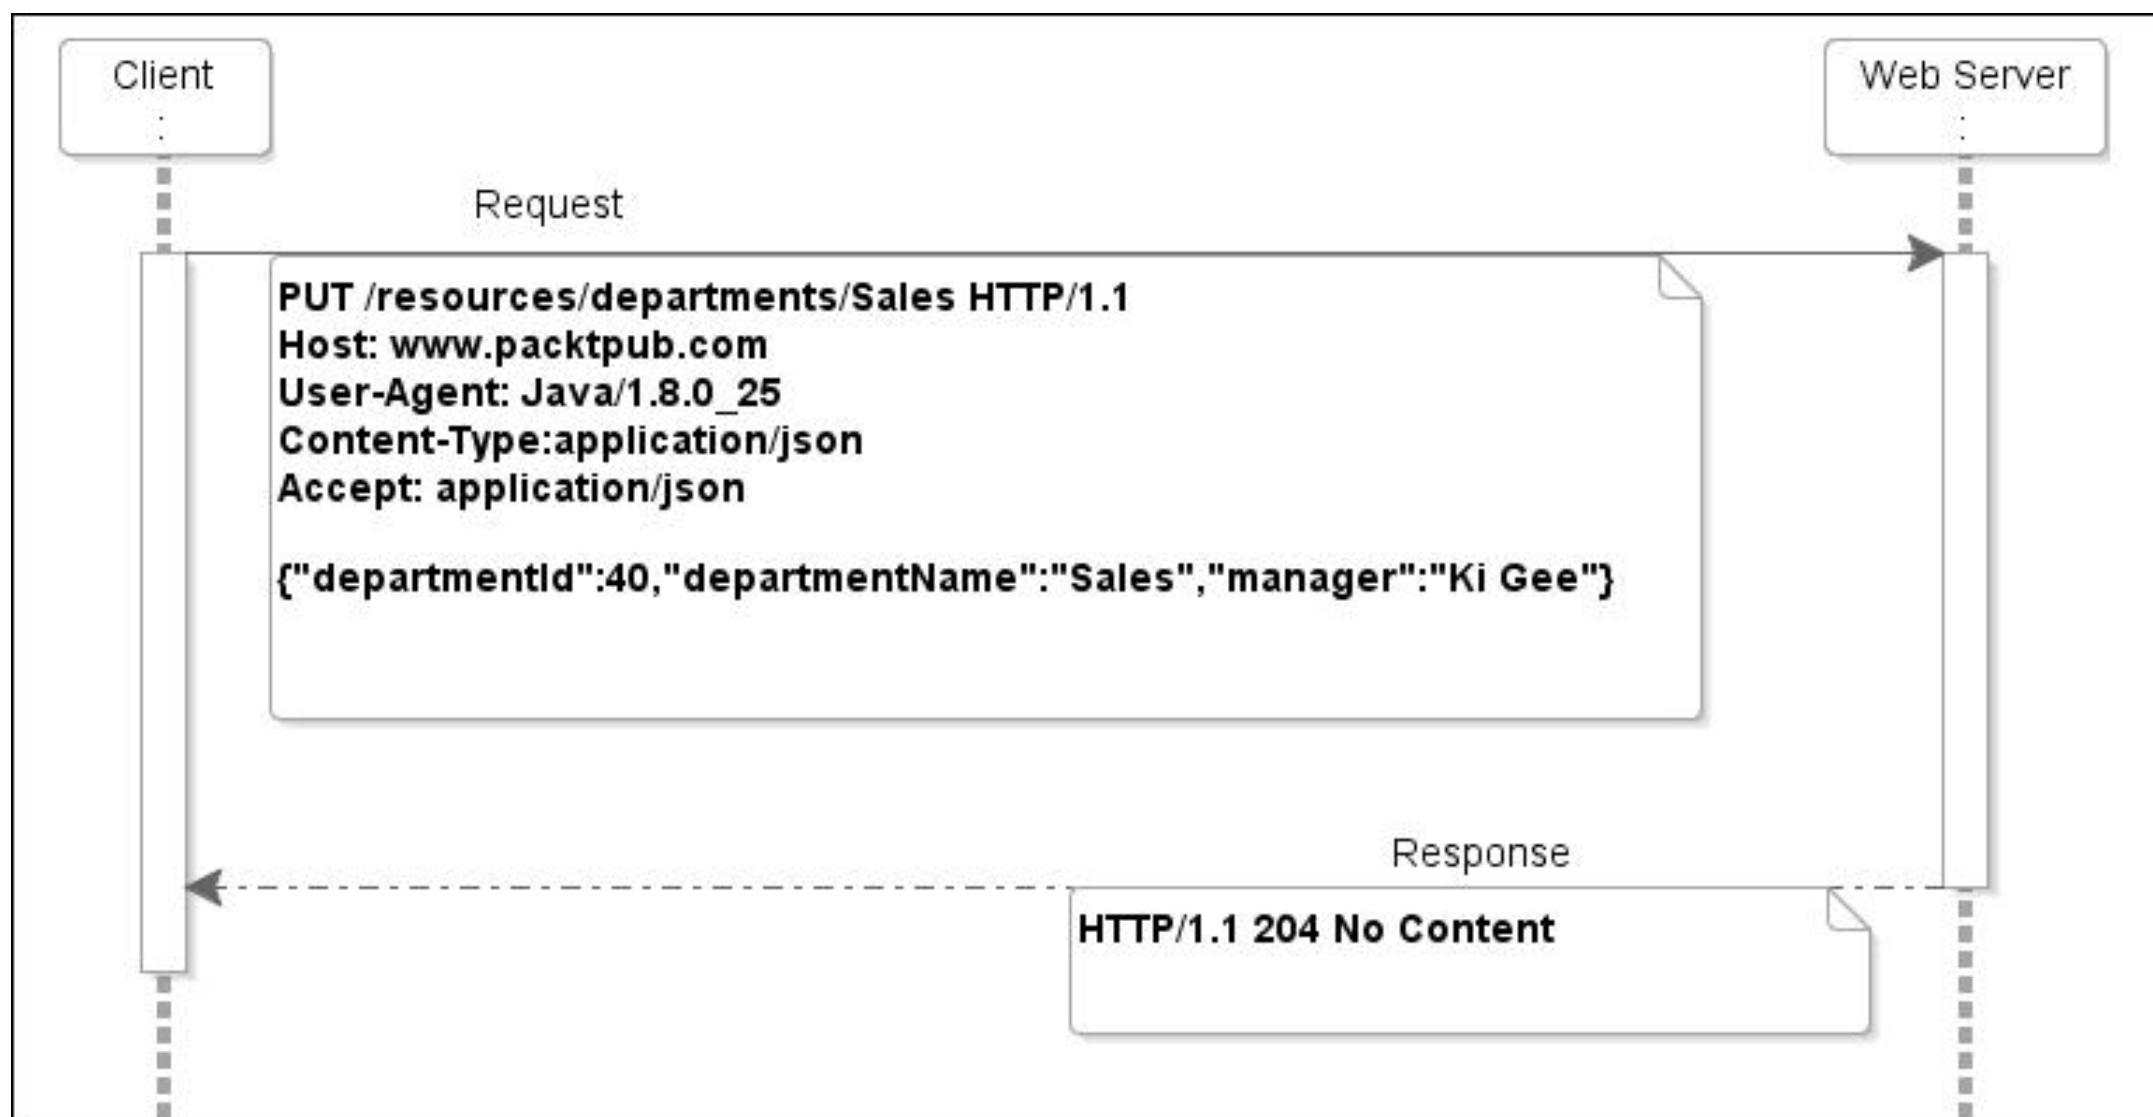 Client
:
Web Server
:
Request
PUT /resources/departments/Sales HTTP/1.1
Host: www.packtpub.com
User-Agent: Java/1.8.0_25
Content-Type:application/json
Accept: application/json
{"departmentId":40,"departmentName":"Sales","manager":"Ki Gee"}
Response
HTTP/1.1 204 No Content